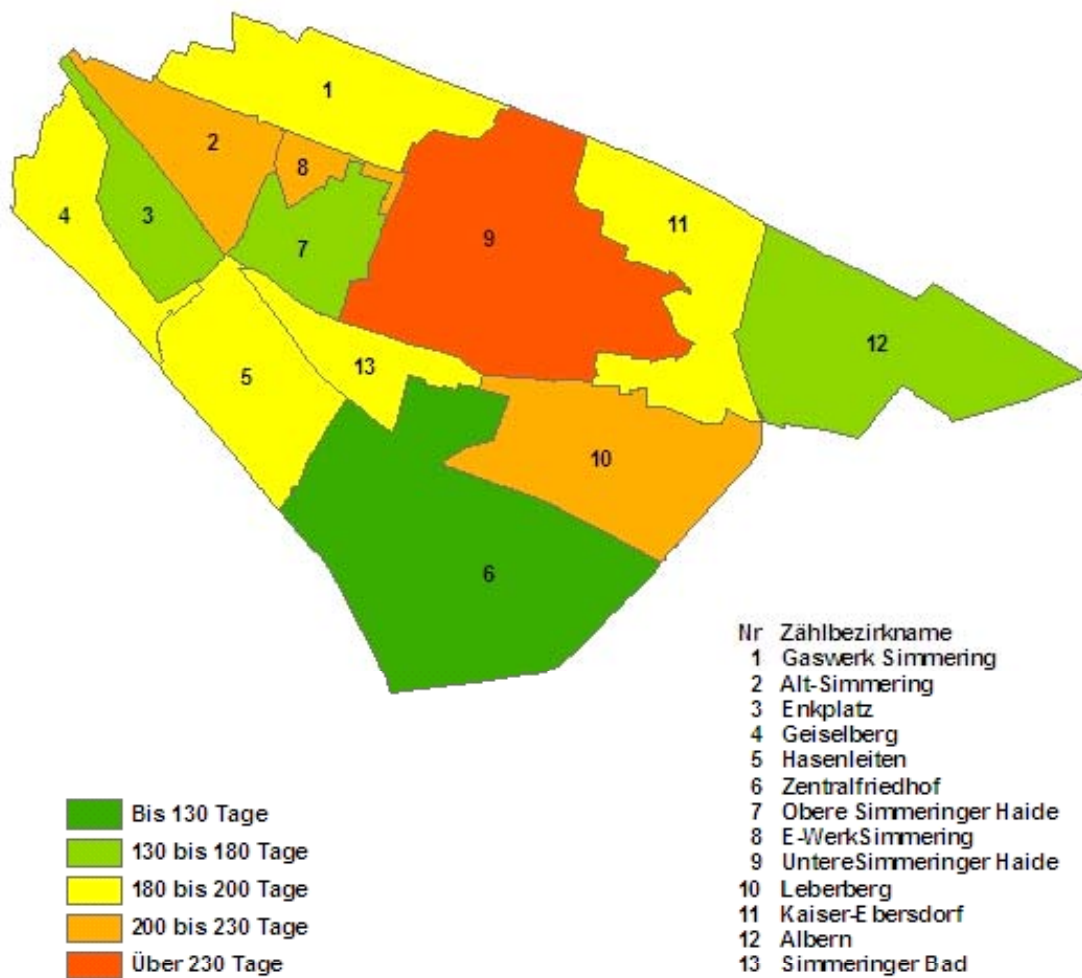 1
2
8
3
4
7
9
11
12
13
5
10
6
Nr Zählbezirkname
1 Gaswerk Simmering
2 Alt-Simmering
3 Enkplatz
4 Geiselberg
5 Hasenleiten
6 Zentralfriedhof
7 Obere Simmeringer Haide
8 E-WerkSimmering
9 UntereSimmeringer Haide
10 Leberberg
11 Kaiser-Ebersdorf
12 Albern
13 Simmeringer Bad
Bis 130 Tage
130 bis 180 Tage
180 bis 200 Tage
200 bis 230 Tage
Über 230 Tage